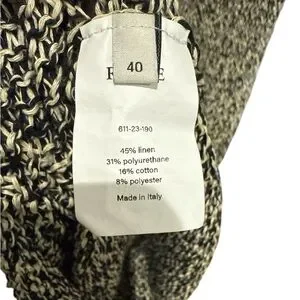 40
611-23-190
45% linen
31% polyurethane
16% cotton
8% polyester
Made in Italy